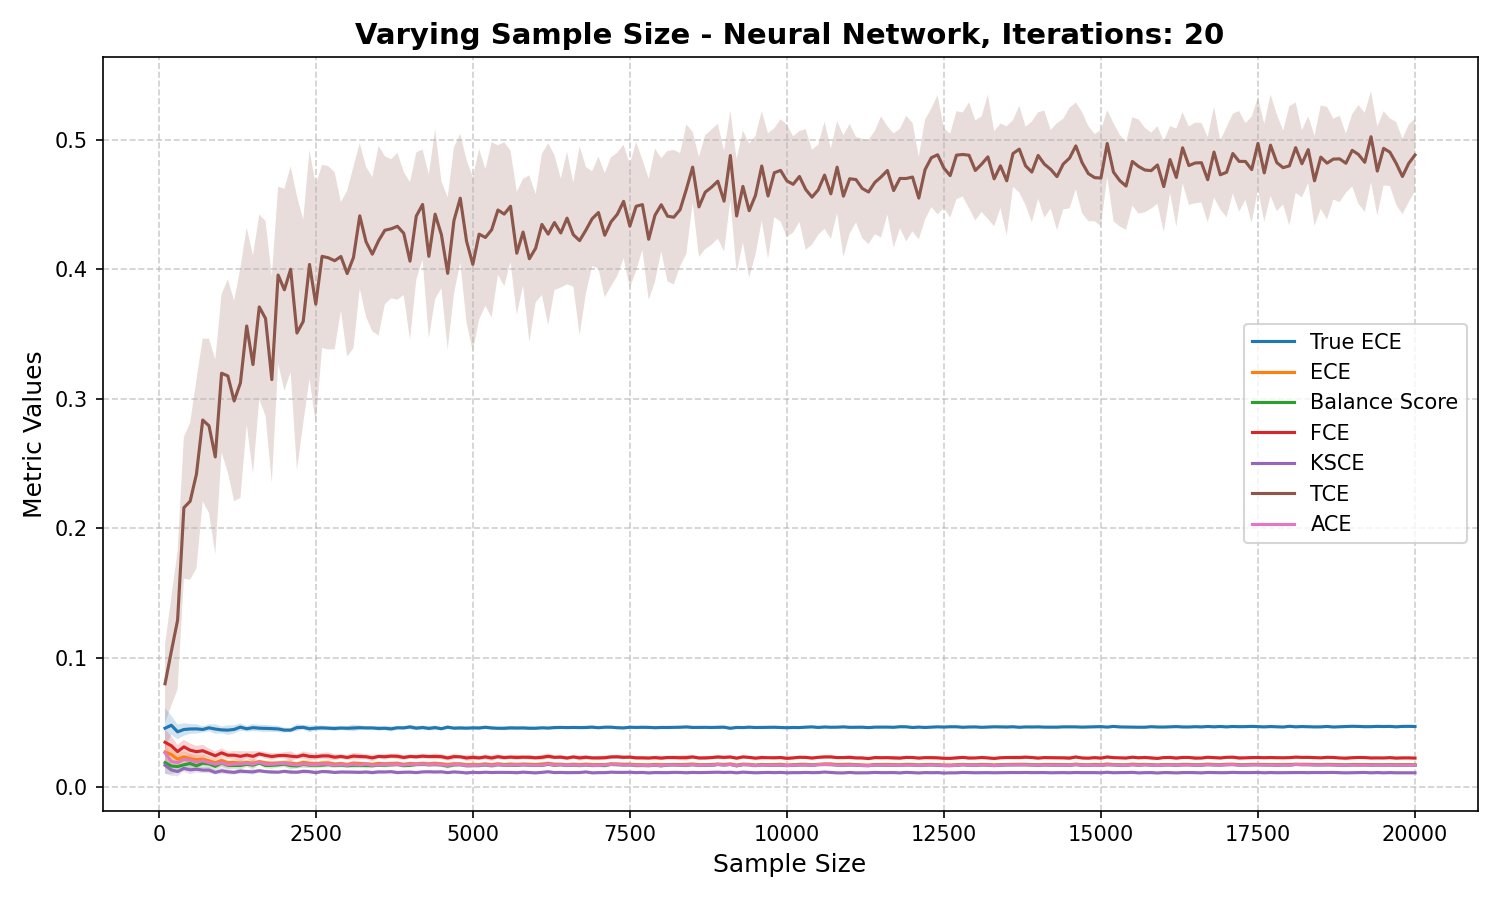 Varying Sample Size - Neural Network, Iterations: 20
Metric Values
0.5
0.4
0.3
0.2
0.1
0.0
True ECE
ECE
Balance Score
FCE
KSCE
TCE
ACE
0 2500 5000 7500 10000 12500 15000 17500 20000
Sample Size